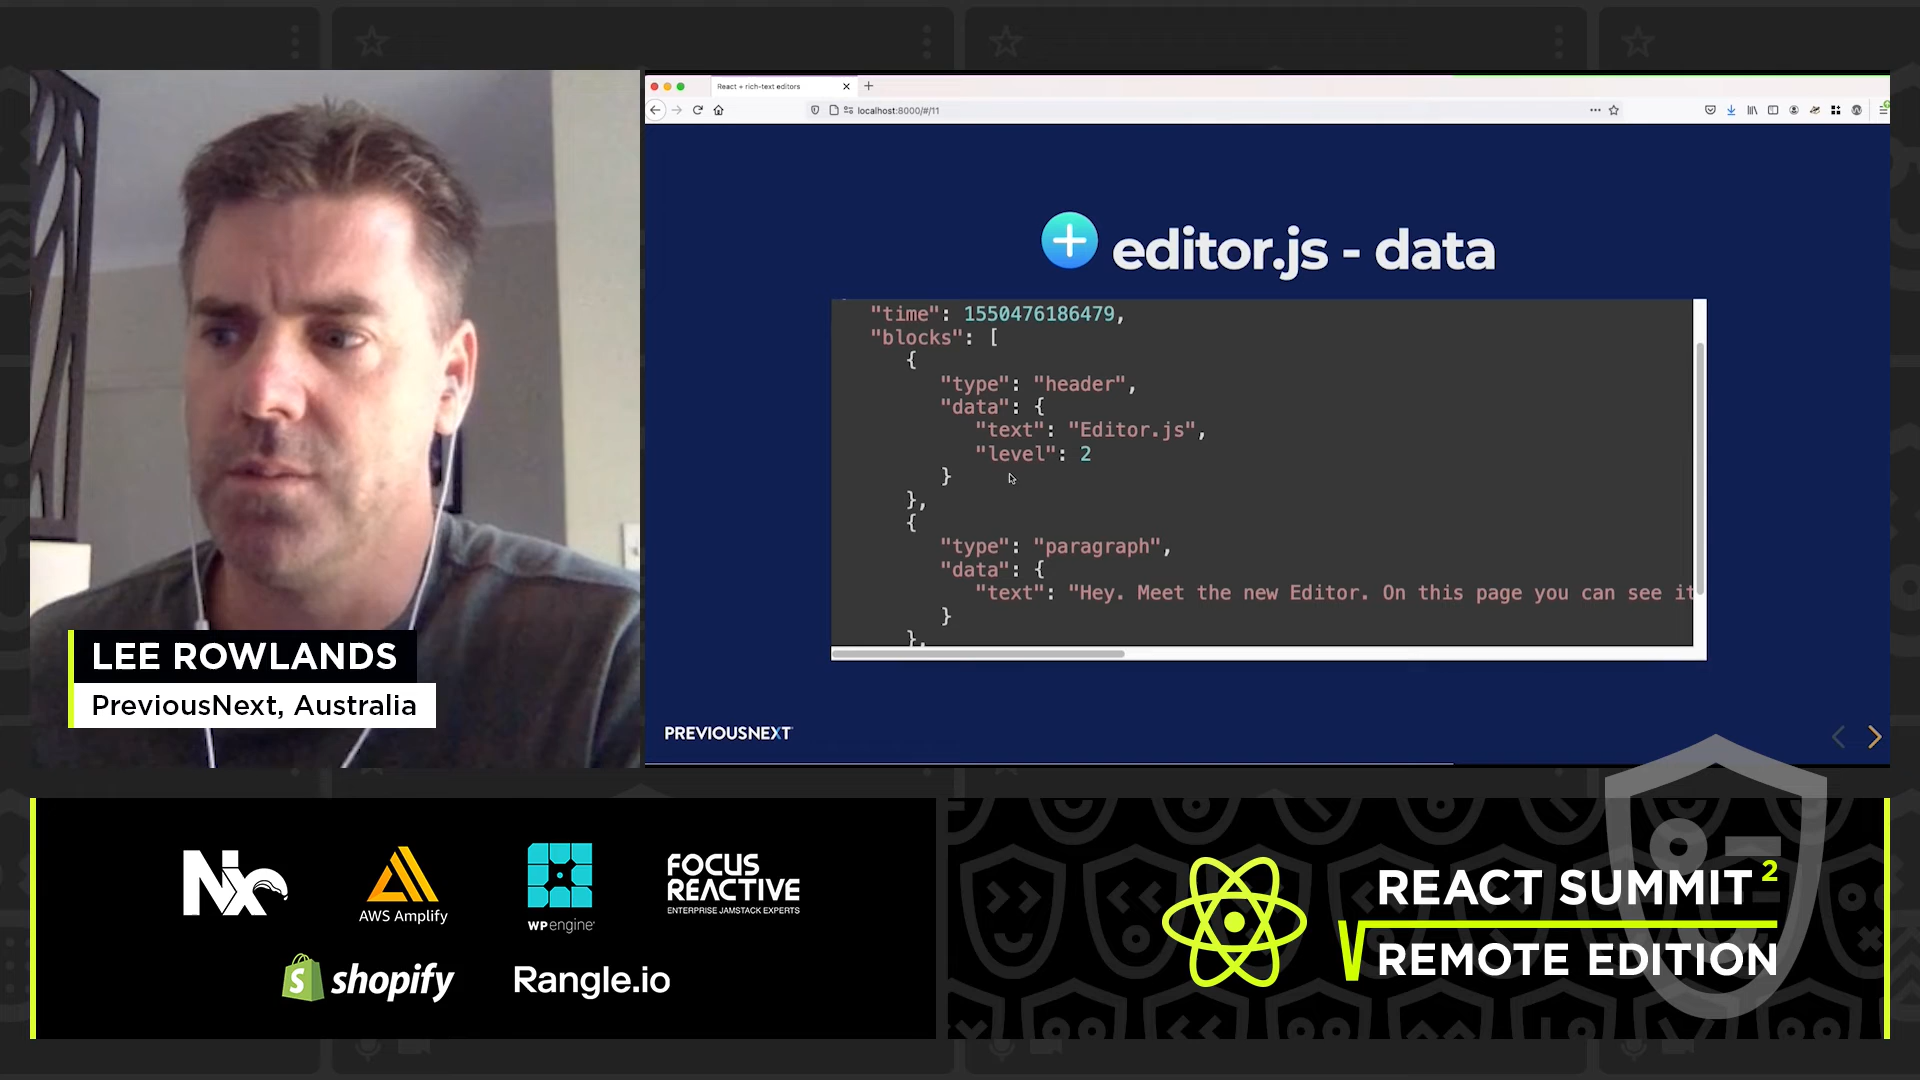 React + rich-text editors
localhost:8000/#/11
editor.js - data
"time": 1550476186479,
"blocks": [
{
"type": "header",
"data": {
"text": "Editor.js",
"level": 2
}
},
{
"type": "paragraph",
"data": {
"text": "Hey. Meet the new Editor. On this page you can see it
}
},
PREVIOUSNEXT
LEE ROWLANDS
PreviousNext, Australia
Nx
AWS Amplify
WPengine
FOCUS
REACTIVE
ENTERPRISE JAMSTACK EXPERTS
shopify
Rangle.io
REACT SUMMIT 2
REMOTE EDITION